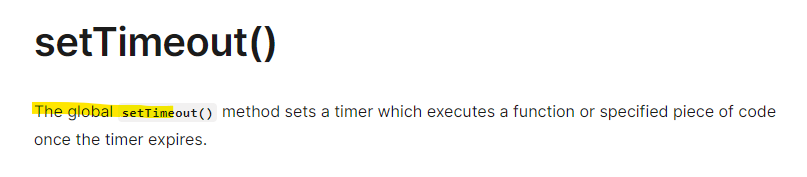 setTimeout()
The global setTimeout() method sets a timer which executes a function or specified piece of code
once the timer expires.